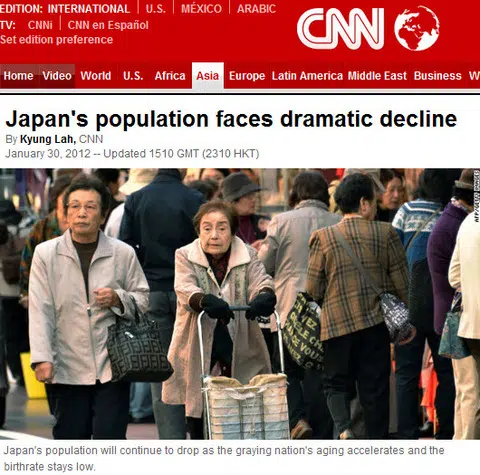 EDITION: INTERNATIONAL | U.S. | MÉXICO | ARABIC
TV: CNNi | CNN en Español
Set edition preference
CNN
Home Video World U.S. Africa Asia Europe Latin America Middle East Business W
Japan's population faces dramatic decline
By Kyung Lah, CNN
January 30, 2012 -- Updated 1510 GMT (2310 HKT)
AFP/GETTY IMAGES
Japan's population will continue to drop as the graying nation's aging accelerates and the
birthrate stays low.